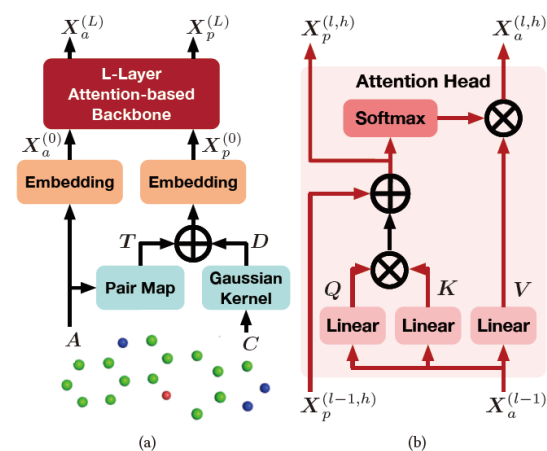 X_a^{(L)} X_p^{(L)}
L-Layer
Attention-based
Backbone
X_a^{(0)} X_p^{(0)}
Embedding Embedding
T D
Pair Map
Gaussian
Kernel
A C
(a)
X_p^{(l,h)} X_a^{(l,h)}
Attention Head
Softmax
Q K V
Linear Linear Linear
X_p^{(l-1,h)} X_a^{(l-1)}
(b)